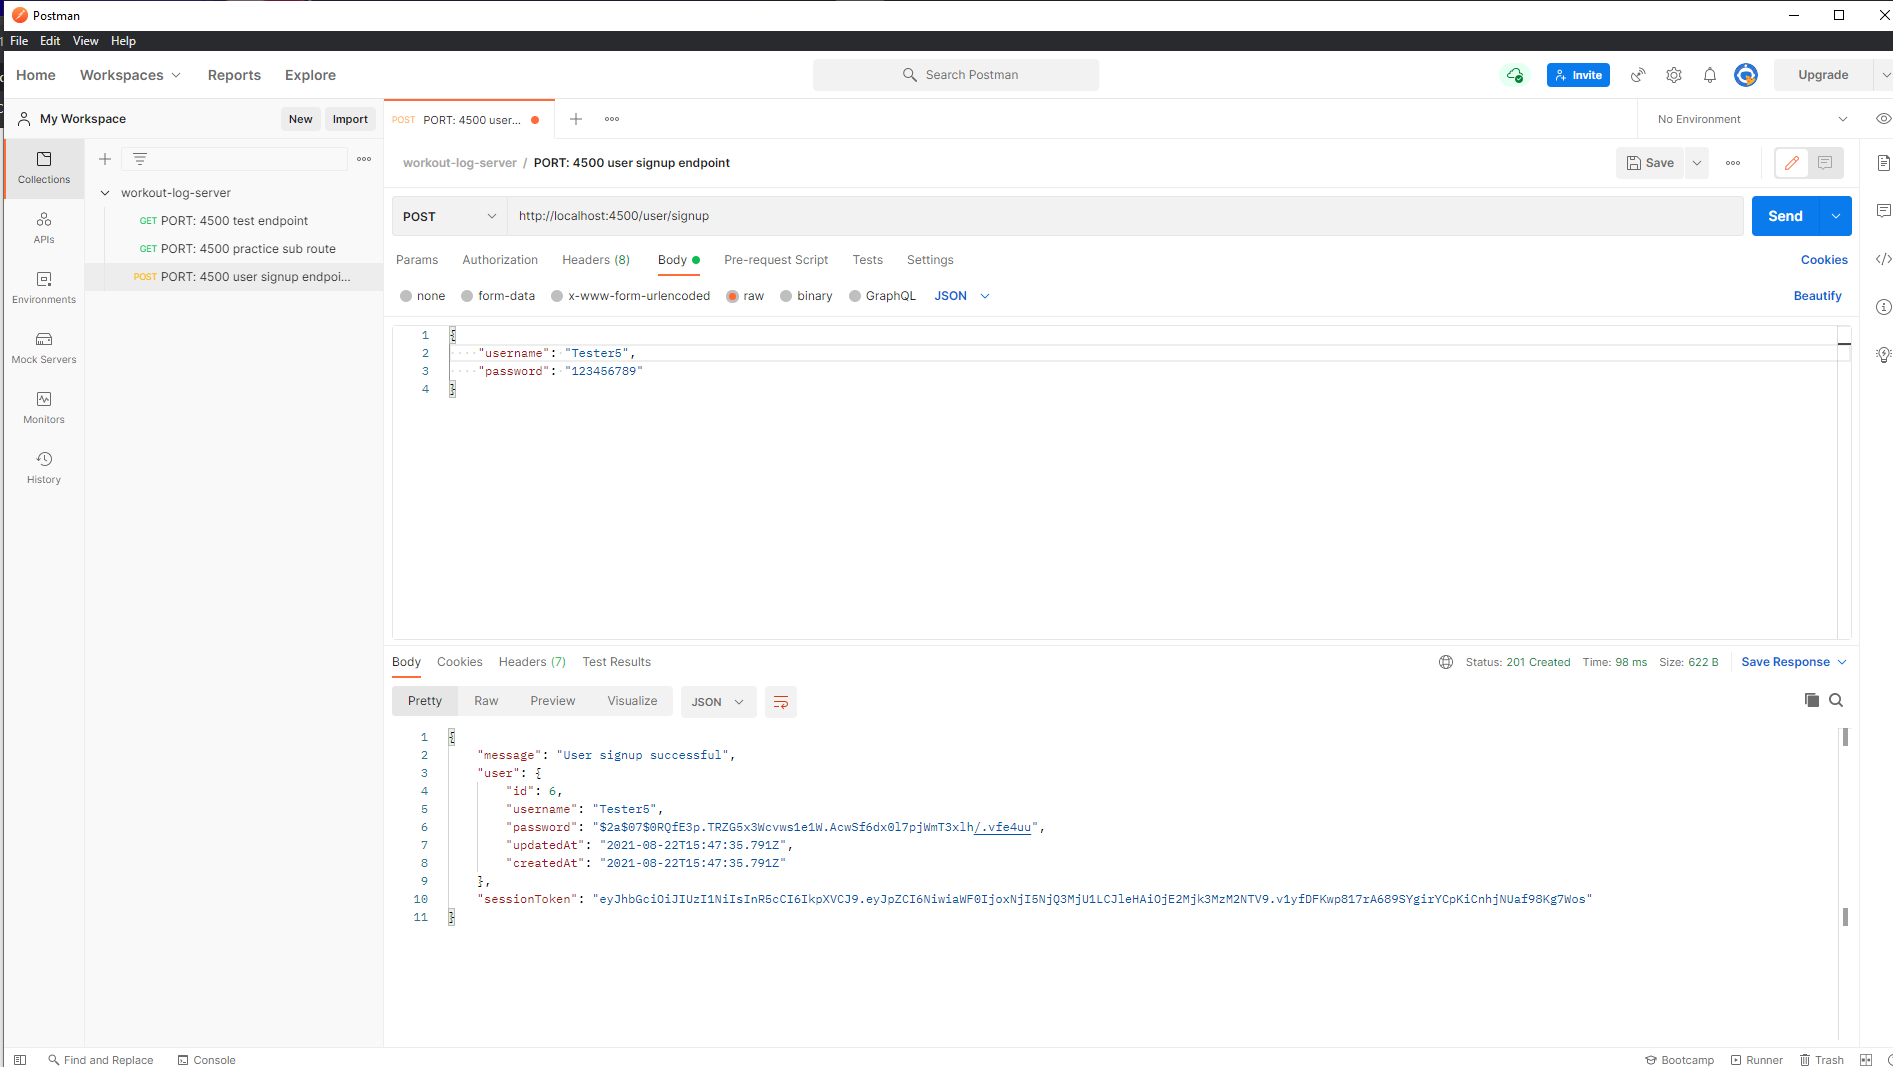 Postman
File Edit View Help
Home Workspaces Reports Explore
Search Postman
Invite
Upgrade
My Workspace
New Import
POST PORT: 4500 user...
No Environment
Collections
APIs
Environments
Mock Servers
Monitors
History
workout-log-server
GET PORT: 4500 test endpoint
GET PORT: 4500 practice sub route
POST PORT: 4500 user signup endpoi...
workout-log-server / PORT: 4500 user signup endpoint
Save
POST http://localhost:4500/user/signup
Send
Params Authorization Headers (8) Body Pre-request Script Tests Settings
Cookies
none form-data x-www-form-urlencoded raw binary GraphQL JSON
Beautify
1 {
2 "username": "Tester5",
3 "password": "123456789"
4 }
Body Cookies Headers (7) Test Results
Status: 201 Created Time: 98 ms Size: 622 B Save Response
Pretty Raw Preview Visualize JSON
1 {
2 "message": "User signup successful",
3 "user": {
4 "id": 6,
5 "username": "Tester5",
6 "password": "$2a$07$0RQfE3p.TRZG5x3Wcvws1e1W.AcwSf6dx0l7pjWmT3xlh/.vfe4uu",
7 "updatedAt": "2021-08-22T15:47:35.791Z",
8 "createdAt": "2021-08-22T15:47:35.791Z"
9 },
10 "sessionToken": "eyJhbGciOiJIUzI1NiIsInR5cCI6IkpXVCJ9.eyJpZCI6NiwiaWF0IjoxNjI5NjQ3MjU1LCJleHAiOjE2Mjk3MzM2NTV9.v1yfDFKwp817rA689SYgirYCpKiCnhjNUaf98Kg7Wos"
11 }
Find and Replace Console
Bootcamp Runner Trash